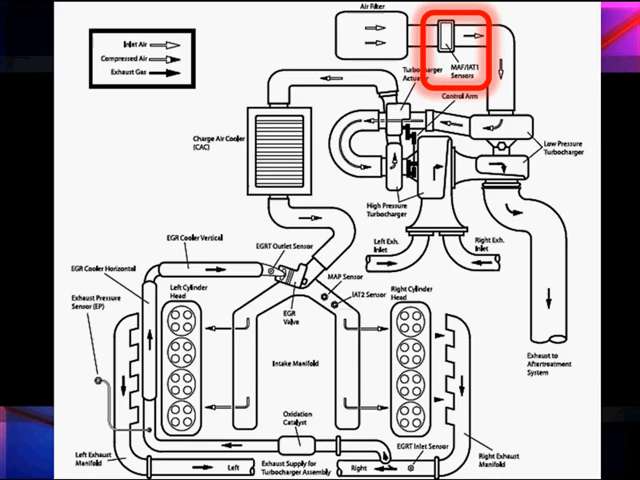 Air Filter
Inlet Air
Compressed Air
Exhaust Gas
MAF/IAT1
Sensors
Turbocharger
Actuator
Control Arm
Charge Air Cooler
(CAC)
Low Pressure
Turbocharger
High Pressure
Turbocharger
Left Exh.
Inlet
Right Exh.
Inlet
EGR Cooler Vertical
EGRT Outlet Sensor
EGR Cooler Horizontal
MAP Sensor
IAT2 Sensor
Left Cylinder
Head
Right Cylinder
Head
Exhaust Pressure
Sensor (EP)
EGR
Valve
Intake Manifold
Exhaust to
Aftertreatment
System
Oxidation
Catalyst
EGRT Inlet Sensor
Left Exhaust
Manifold
Left
Exhaust Supply for
Turbocharger Assembly
Right
Right Exhaust
Manifold